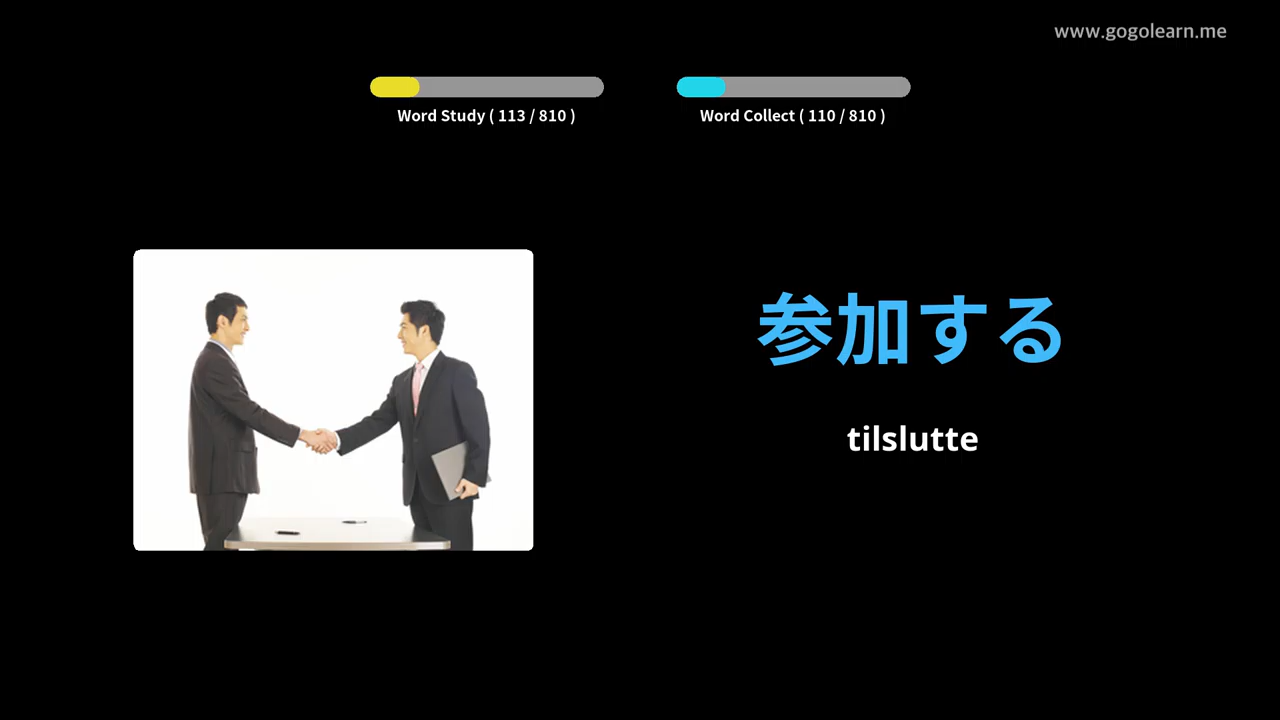 www.gogolearn.me
Word Study ( 113 / 810 )
Word Collect ( 110 / 810 )
参加する
tilslutte